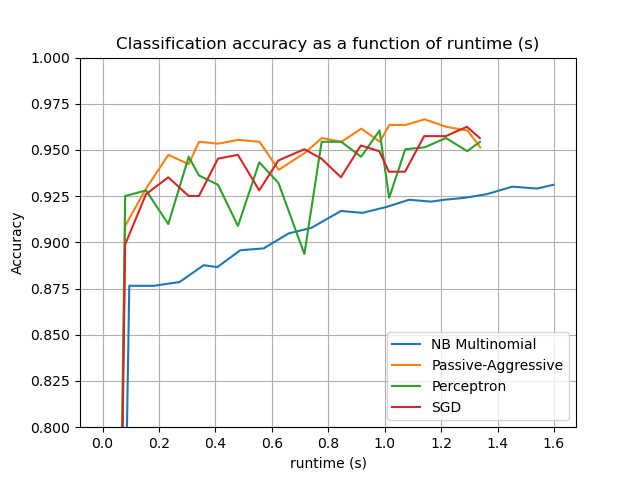 Classification accuracy as a function of runtime (s)
1.000
0.975
0.950
0.925
0.900
0.875
0.850
0.825
0.800
Accuracy
NB Multinomial
Passive-Aggressive
Perceptron
SGD
0.0 0.2 0.4 0.6 0.8 1.0 1.2 1.4 1.6
runtime (s)